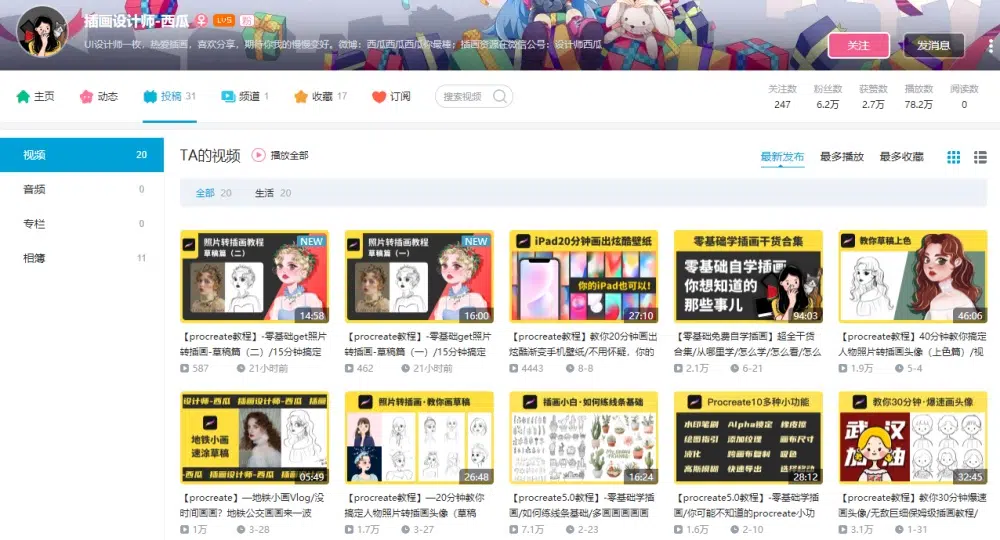 插画设计师-西瓜 LV5 粉
UI设计师一枚，热爱插画，喜欢分享，期待你我的慢慢变好。微博：西瓜西瓜西瓜你最棒；插画资源在微信公号：设计师西瓜
关注 发消息
主页 动态 投稿 31 频道 1 收藏 17 订阅 搜索视频
关注数 粉丝数 获赞数 播放数 阅读数
247 6.2万 2.7万 78.2万 0
视频 20
音频 0
专栏 0
相簿 11
TA的视频 播放全部 最新发布 最多播放 最多收藏
全部 20 生活 20
照片转插画教程 NEW
草稿篇（二）
14:58
【procreate教程】-零基础get照片
转插画-草稿篇（二）/15分钟搞定
587 21小时前
照片转插画教程 NEW
草稿篇（一）
16:00
【procreate教程】-零基础get照片
转插画-草稿篇（一）/15分钟搞定
462 21小时前
iPad20分钟画出炫酷壁纸
你的iPad也可以！
27:10
【procreate教程】教你20分钟画出
炫酷渐变手机壁纸/不用怀疑，你的
4443 8-8
零基础学插画干货合集
零基础自学插画
你想知道的
那些事儿
94:03
【零基础免费自学插画】超全干货
合集/从哪里学/怎么学/怎么看/怎么
2.1万 6-21
教你草稿上色
46:06
【procreate教程】40分钟教你搞定
人物照片转插画头像（上色篇）/视
1.9万 5-4
设计师-西瓜 插画设计师-西瓜 插画
地铁小画
速涂草稿
-西瓜 插画设计师-西瓜
05:49
【procreate】—地铁小画Vlog/没
时间画画？地铁公交画画来一波
1万 3-28
照片转插画-教你画草稿
26:48
【procreate教程】—20分钟教你
搞定人物照片转插画头像（草稿
1.7万 3-27
插画小白-如何练线条基础
16:24
【procreate5.0教程】-零基础学插
画/如何练线条基础/多画画画画画
7.1万 2-23
Procreate10多种小功能
水印笔刷 Alpha锁定 橡皮擦
绘图指引 添加纹理 画布尺寸
液化 跨画布复制 吸色
高斯模糊 快速导出
28:12
【procreate5.0教程】-零基础学插
画/你可能不知道的procreate小功
1.6万 2-10
教你30分钟·爆速画头像
武汉
加油
32:45
【procreate教程】教你30分钟爆速
画头像/无敌巨细保姆级插画教程/
3.1万 1-31